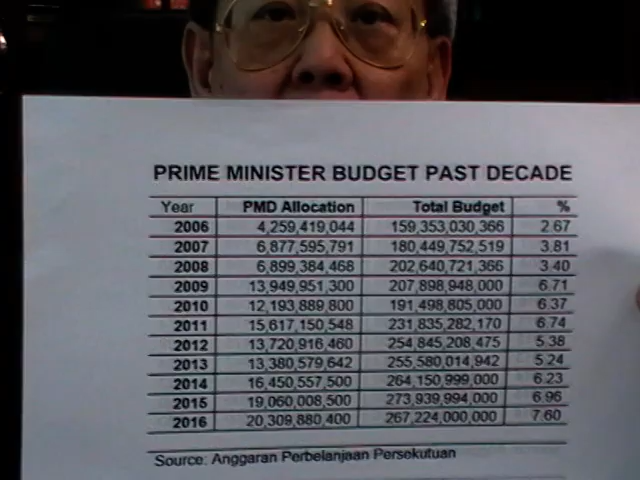 PRIME MINISTER BUDGET PAST DECADE
Year PMD Allocation Total Budget %
2006 4,259,419,044 159,353,030,366 2.67
2007 6,877,595,791 180,449,752,519 3.81
2008 6,899,384,468 202,640,721,366 3.40
2009 13,949,951,300 207,898,948,000 6.71
2010 12,193,889,800 191,498,805,000 6.37
2011 15,617,150,548 231,835,282,170 6.74
2012 13,720,916,460 254,845,208,475 5.38
2013 13,380,579,642 255,580,014,942 5.24
2014 16,450,557,500 264,150,999,000 6.23
2015 19,060,008,500 273,939,994,000 6.96
2016 20,309,880,400 267,224,000,000 7.60
Source: Anggaran Perbelanjaan Persekutuan